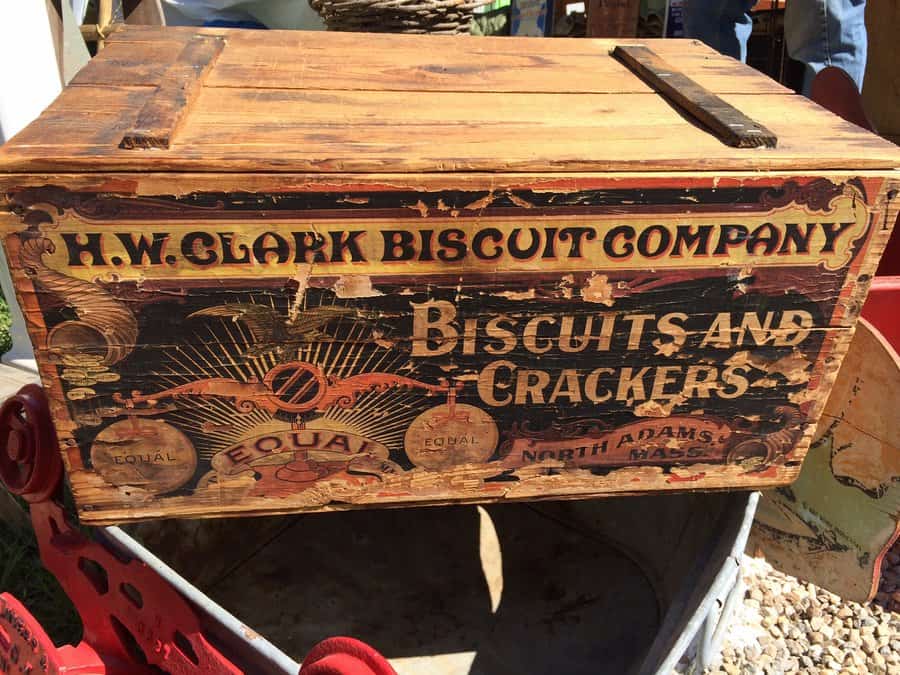 H.W. CLARK BISCUIT COMPANY
BISCUITS AND
CRACKERS
EQUAL
EQUAL
EQUAL
NORTH ADAMS,
MASS.